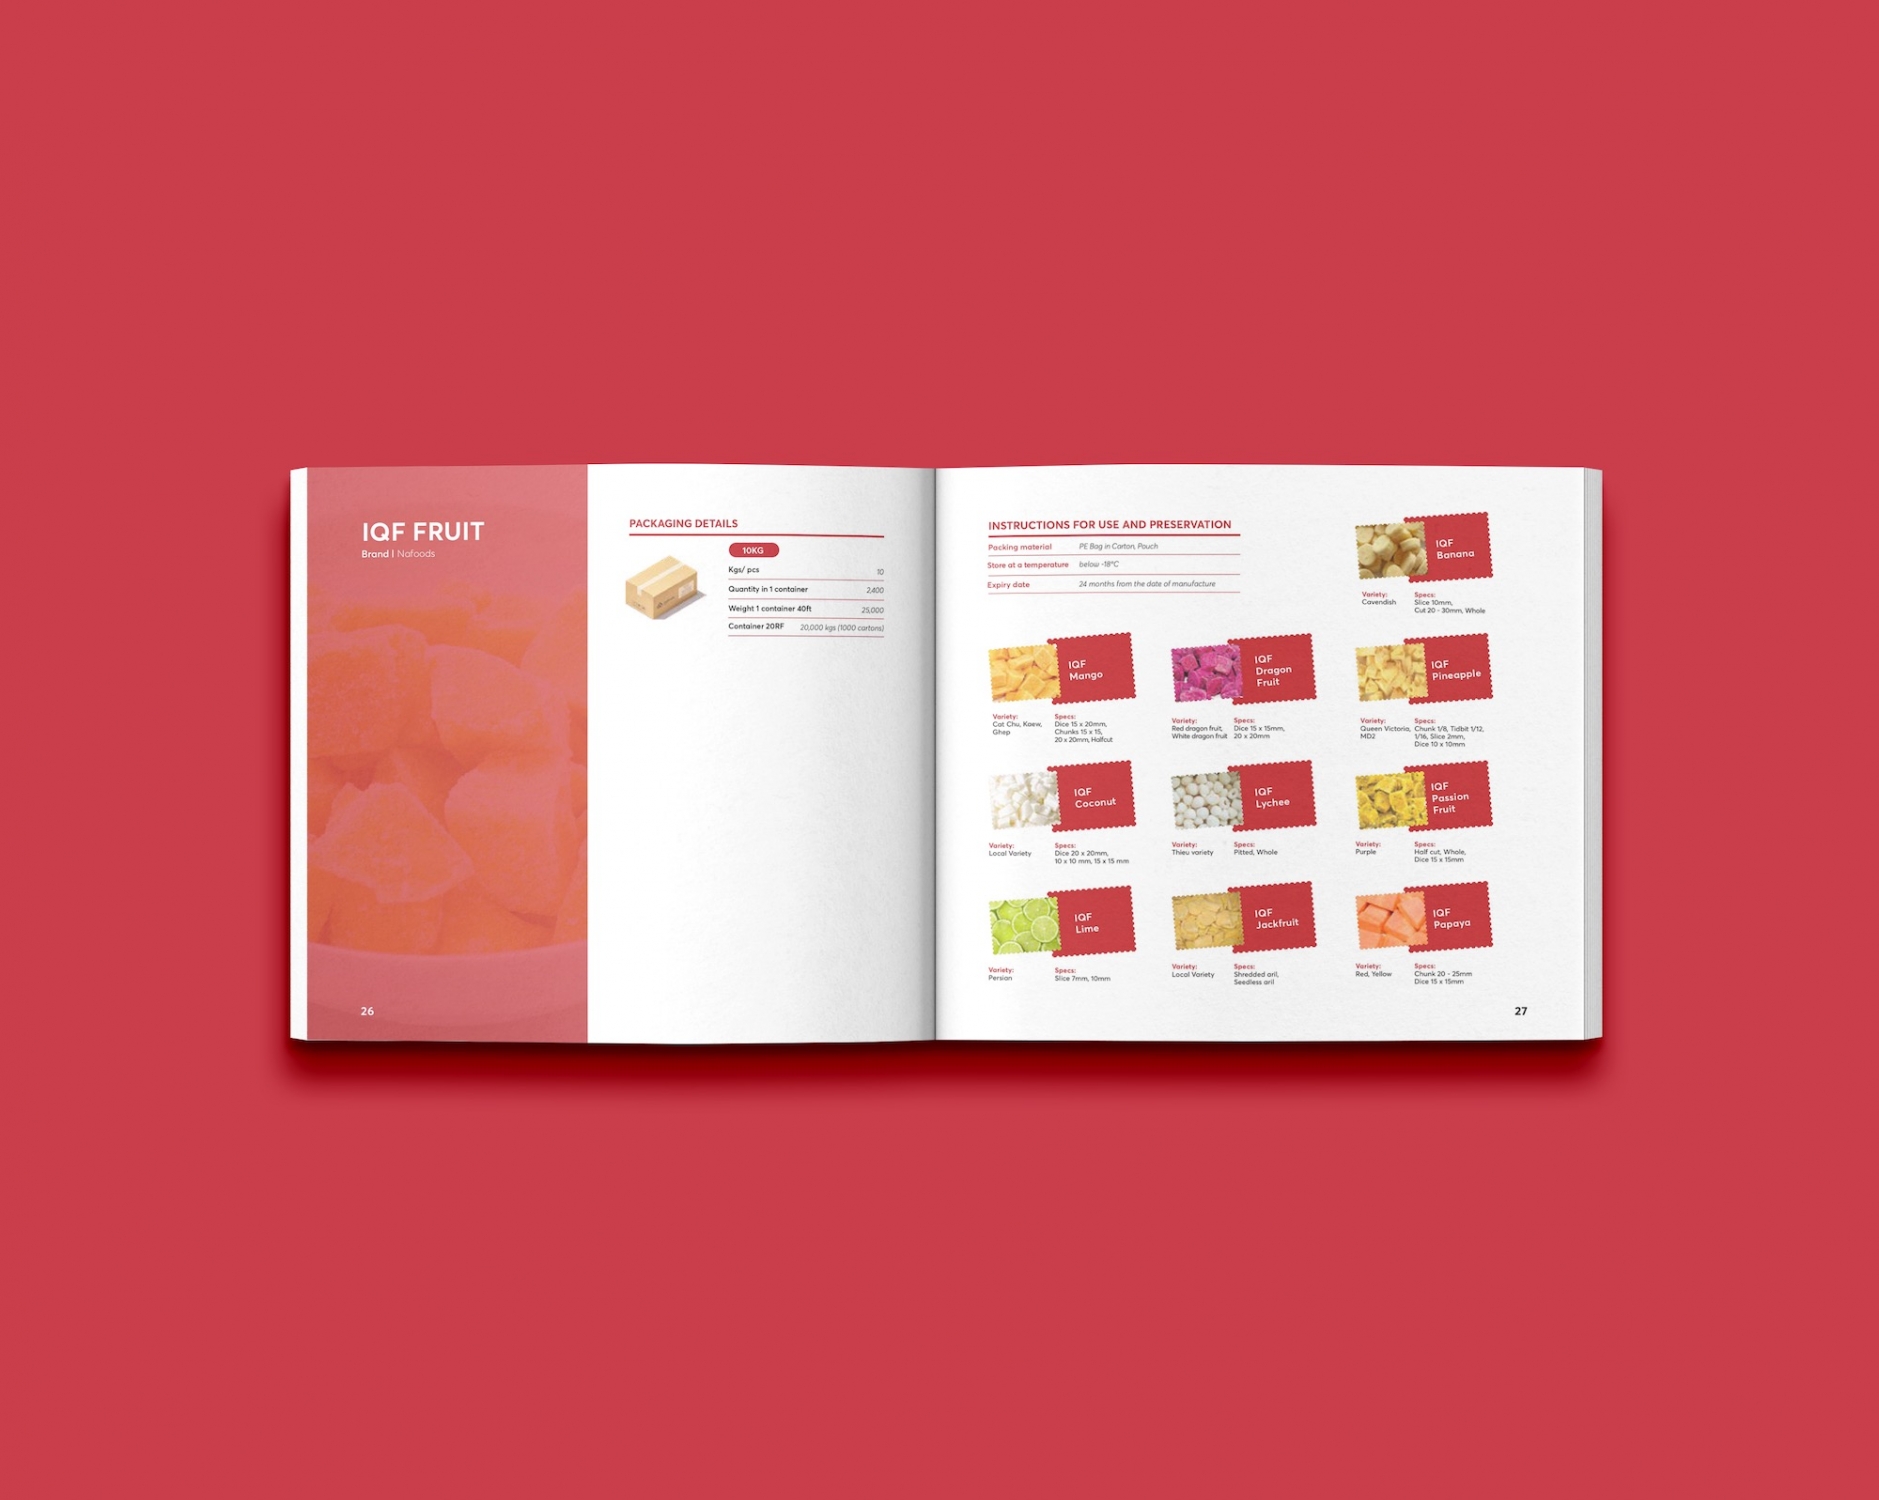 IQF FRUIT
Brand | Nafoods
26
PACKAGING DETAILS
10KG
Kgs/ pcs 10
Quantity in 1 container 2,400
Weight 1 container 40ft 25,000
Container 20RF 20,000 kgs (1000 cartons)
INSTRUCTIONS FOR USE AND PRESERVATION
Packing material PE Bag in Carton, Pouch
Store at a temperature below -18°C
Expiry date 24 months from the date of manufacture
IQF
Banana
Variety:
Cavendish
Specs:
Slice 10mm,
Cut 20 - 30mm, Whole
IQF
Mango
Variety:
Cat Chu, Kaew,
Ghep
Specs:
Dice 15 x 20mm,
Chunks 15 x 15,
20 x 20mm, Halfcut
IQF
Dragon
Fruit
Variety:
Red dragon fruit,
White dragon fruit
Specs:
Dice 15 x 15mm,
20 x 20mm
IQF
Pineapple
Variety:
Queen Victoria,
MD2
Specs:
Chunk 1/8, Tidbit 1/12,
1/16, Slice 2mm,
Dice 10 x 10mm
IQF
Coconut
Variety:
Local Variety
Specs:
Dice 20 x 20mm,
10 x 10 mm, 15 x 15 mm
IQF
Lychee
Variety:
Thieu variety
Specs:
Pitted, Whole
IQF
Passion
Fruit
Variety:
Purple
Specs:
Half cut, Whole,
Dice 15 x 15mm
IQF
Lime
Variety:
Persian
Specs:
Slice 7mm, 10mm
IQF
Jackfruit
Variety:
Local Variety
Specs:
Shredded aril,
Seedless aril
IQF
Papaya
Variety:
Red, Yellow
Specs:
Chunk 20 - 25mm
Dice 15 x 15mm
27